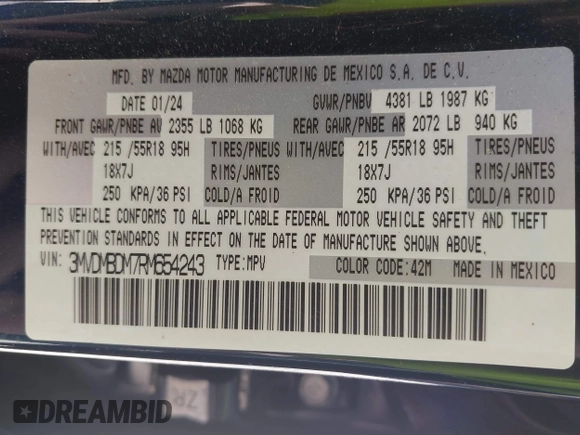 MFD. BY MAZDA MOTOR MANUFACTURING DE MEXICO S.A. DE C.V.
DATE 01/24 GVWR/PNBV 4381 LB 1987 KG
FRONT GAWR/PNBE AV 2355 LB 1068 KG REAR GAWR/PNBE AR 2072 LB 940 KG
WITH/AVEC 215 /55R18 95H TIRES/PNEUS WITH/AVEC 215 /55R18 95H TIRES/PNEUS
18X7J RIMS/JANTES 18X7J RIMS/JANTES
250 KPA/36 PSI COLD/A FROID 250 KPA/36 PSI COLD/A FROID
THIS VEHICLE CONFORMS TO ALL APPLICABLE FEDERAL MOTOR VEHICLE SAFETY AND THEFT
PREVENTION STANDARDS IN EFFECT ON THE DATE OF MANUFACTURE SHOWN ABOVE.
VIN: 3MVDMBDM7RM654243 TYPE:MPV COLOR CODE:42M MADE IN MEXICO
DREAMBID